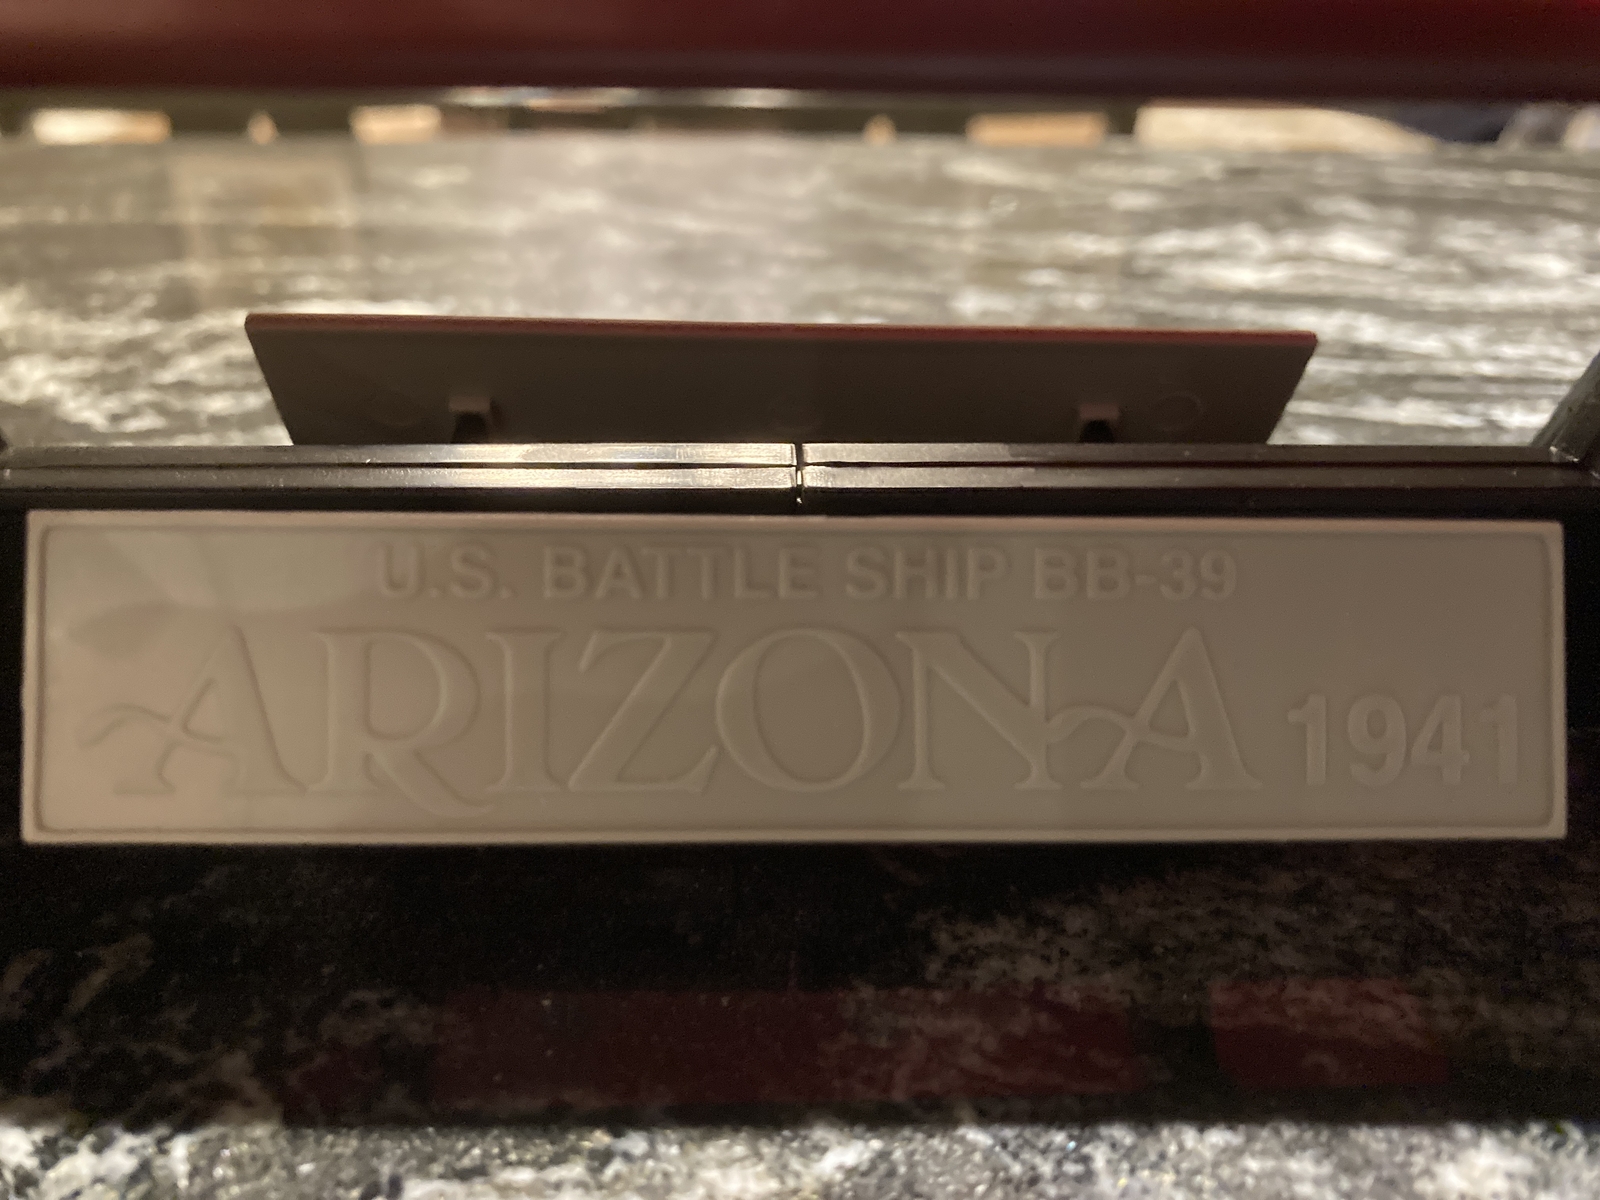 U.S. BATTLE SHIP BB-39
ARIZONA 1941